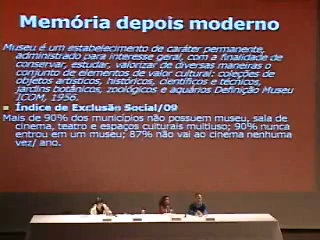 Memória depois moderno
Museu é um estabelecimento de caráter permanente,
administrado para interesse geral, com a finalidade de
conservar, estudar, valorizar de diversas maneiras o
conjunto de elementos de valor cultural: coleções de
objetos artísticos, históricos, científicos e técnicos,
jardins botânicos, zoológicos e aquários Definição Museu
ICOM, 1956.
Índice de Exclusão Social/09
Mais de 90% dos municípios não possuem museu, sala de
cinema, teatro e espaços culturais multiuso; 90% nunca
entrou em um museu; 87% não vai ao cinema nenhuma
vez/ ano.